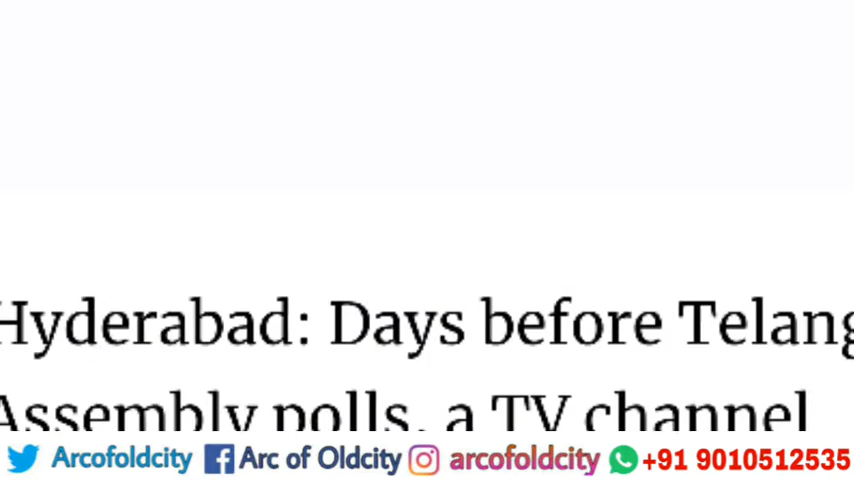 Hyderabad: Days before Telang
Assembly polls, a TV channel
Arcofoldcity Arc of Oldcity arcofoldcity +91 9010512535